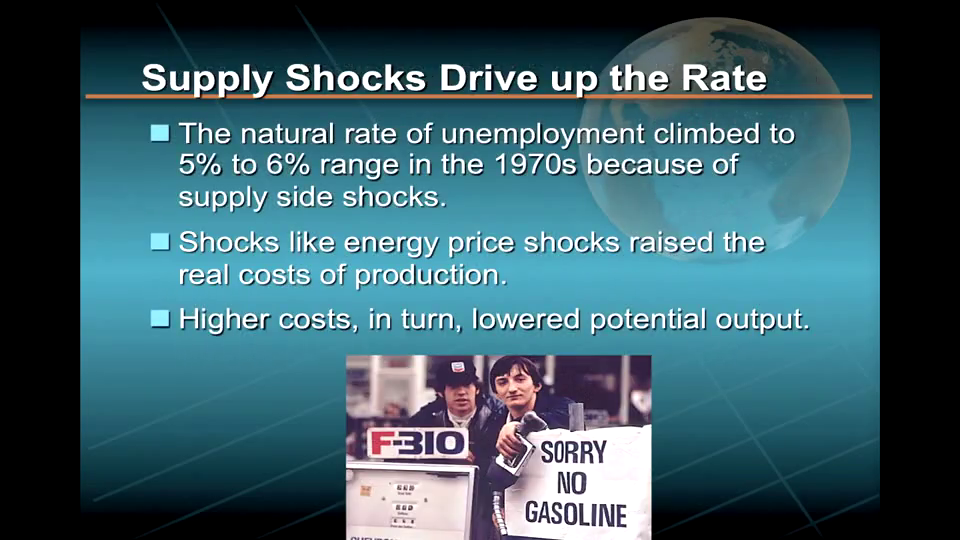 Supply Shocks Drive up the Rate
The natural rate of unemployment climbed to
5% to 6% range in the 1970s because of
supply side shocks.
Shocks like energy price shocks raised the
real costs of production.
Higher costs, in turn, lowered potential output.
F-310
SORRY
NO
GASOLINE